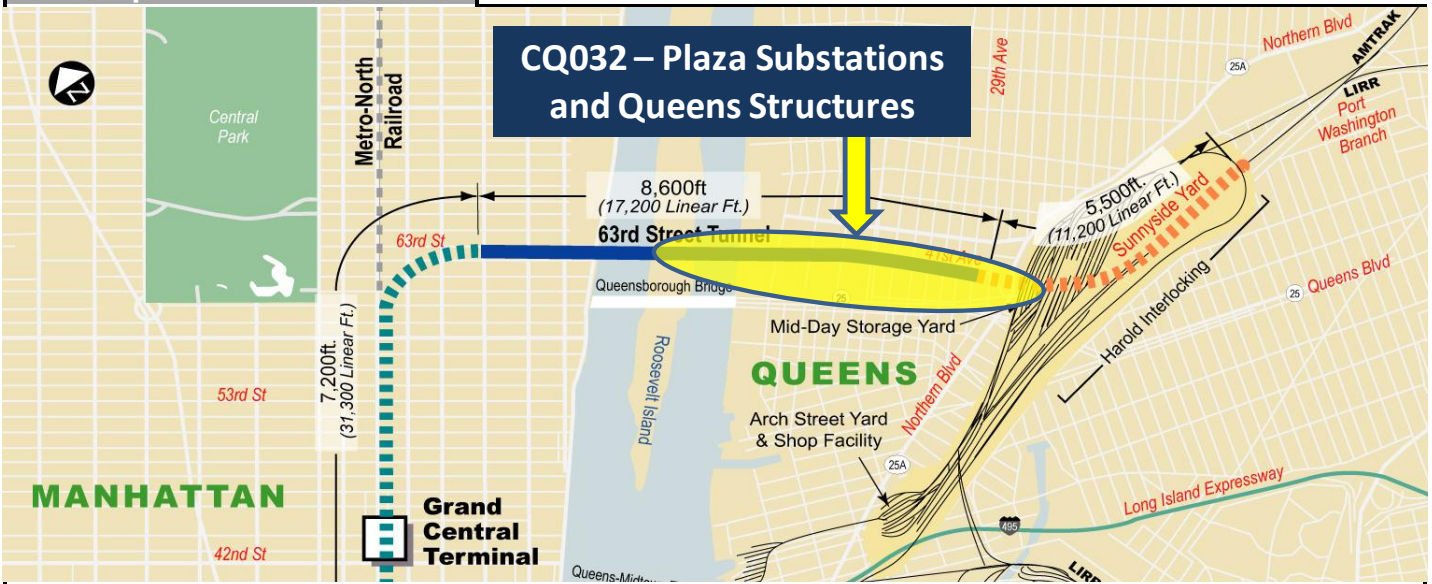 CQ032 – Plaza Substations
and Queens Structures
Northern Blvd
25A
AMTRAK
LIRR
Port
Washington
Branch
29th Ave
N
Central
Park
Metro-North
Railroad
8,600ft
(17,200 Linear Ft.)
5,500ft.
(11,200 Linear Ft.)
Sunnyside Yard
63rd St
63rd Street Tunnel
41st Ave
Queensborough Bridge
25
25
Queens Blvd
Mid-Day Storage Yard
Harold Interlocking
7,200ft.
(31,300 Linear Ft.)
Roosevelt Island
QUEENS
Northern Blvd
53rd St
Arch Street Yard
& Shop Facility
25A
MANHATTAN
Long Island Expressway
495
Grand
Central
Terminal
42nd St
LIRR